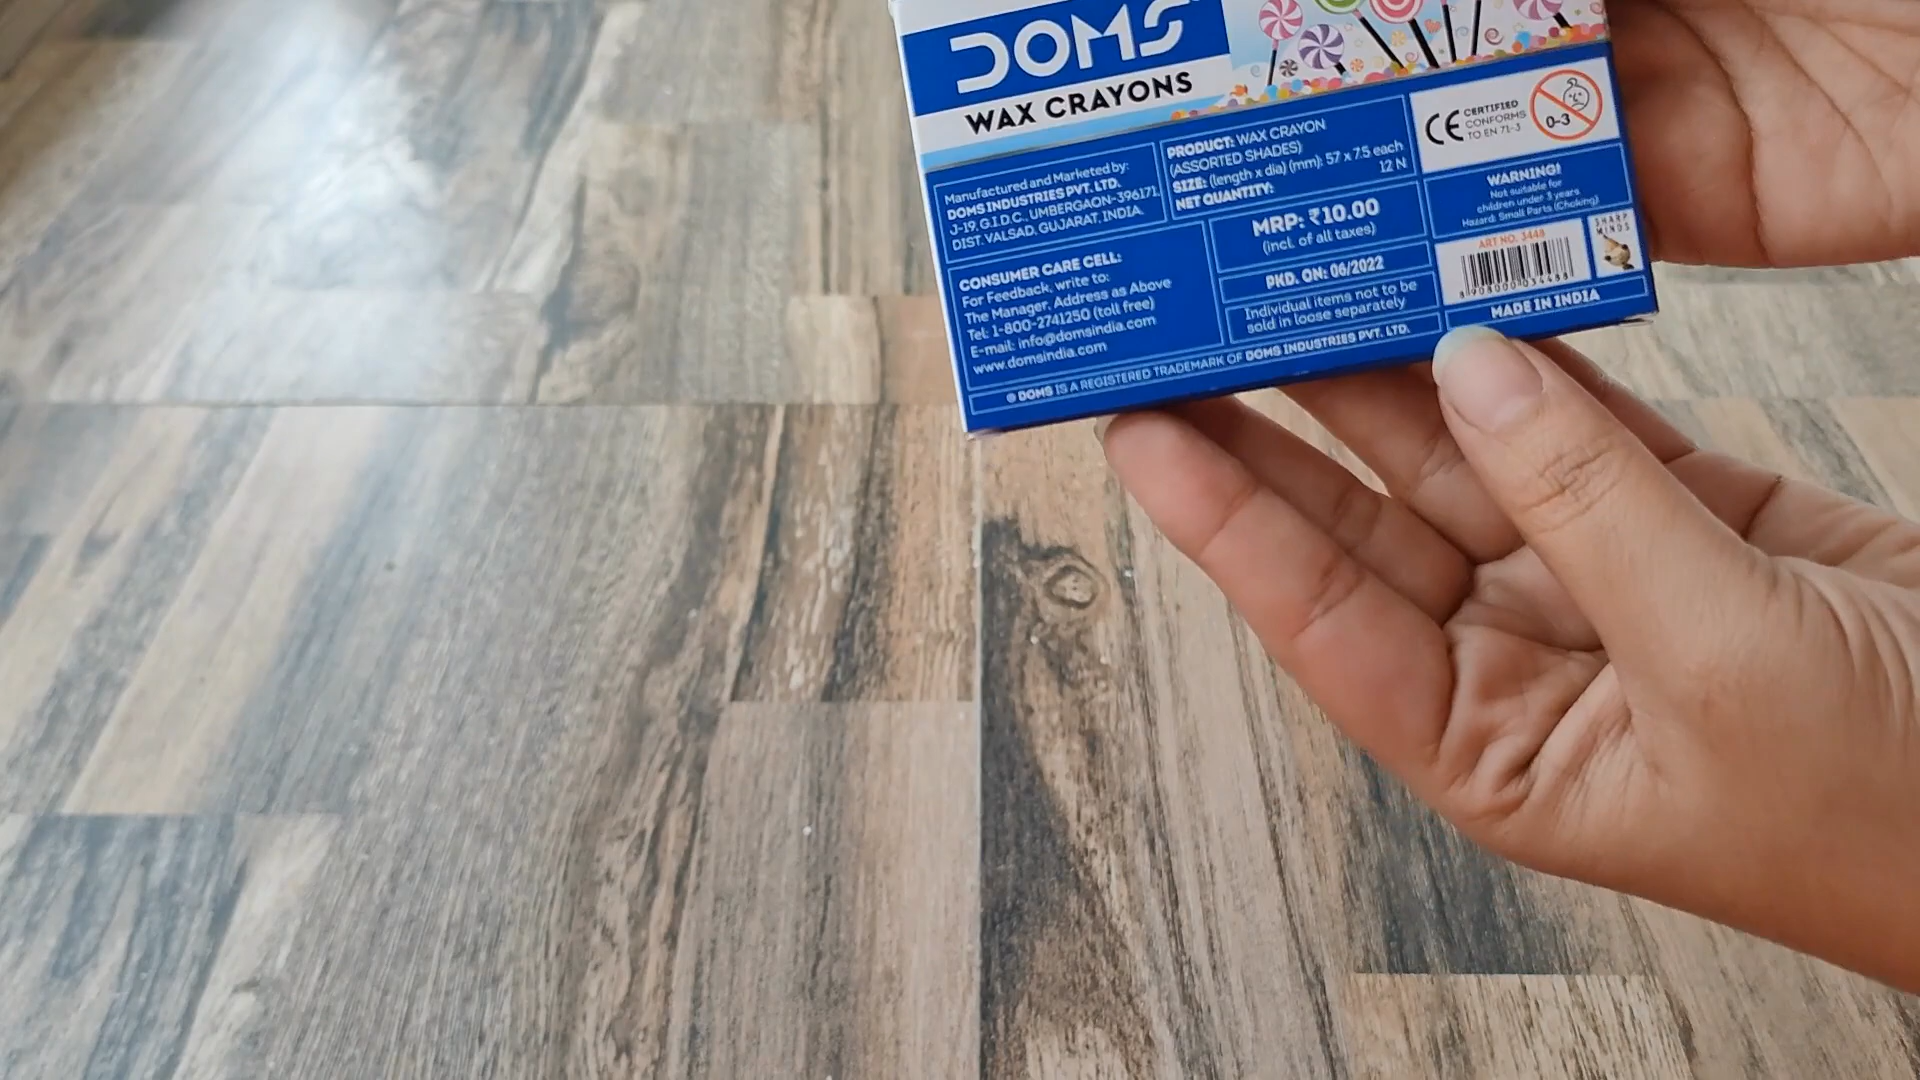 DOMS
WAX CRAYONS
Manufactured and Marketed by:
DOMS INDUSTRIES PVT. LTD.
J-19, G.I.D.C., UMBERGAON-396171,
DIST. VALSAD, GUJARAT, INDIA.
PRODUCT: WAX CRAYON
(ASSORTED SHADES)
SIZE: (length x dia) (mm): 57 x 7.5 each
NET QUANTITY: 12 N
CE CERTIFIED
CONFORMS
TO EN 71-3
0-3
WARNING!
Not suitable for
children under 3 years
Hazard: Small Parts (Choking)
CONSUMER CARE CELL:
For Feedback, write to:
The Manager, Address as Above
Tel: 1-800-2741250 (toll free)
E-mail: info@domsindia.com
www.domsindia.com
MRP: ₹10.00
(incl. of all taxes)
PKD. ON: 06/2022
Individual items not to be
sold in loose separately
ART NO. 3448
8 908000 034488
SHARP
MINDS
MADE IN INDIA
® DOMS IS A REGISTERED TRADEMARK OF DOMS INDUSTRIES PVT. LTD.